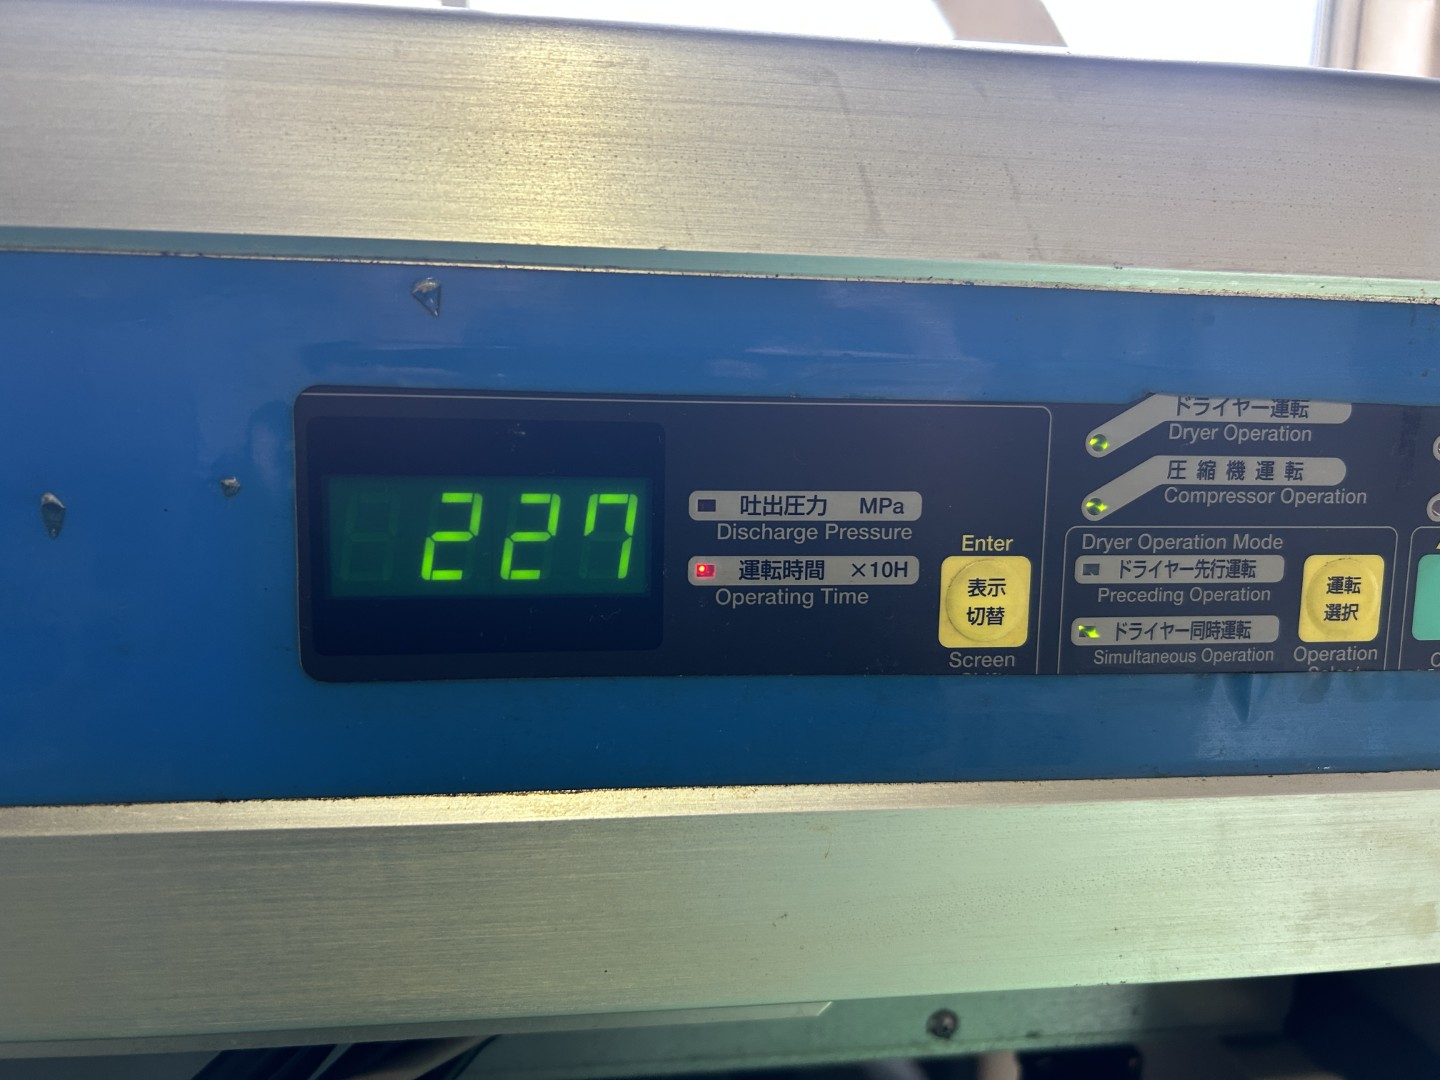 227
吐出圧力 MPa
Discharge Pressure
運転時間 ×10H
Operating Time
Enter
表示
切替
Screen
ドライヤー運転
Dryer Operation
圧縮機運転
Compressor Operation
Dryer Operation Mode
ドライヤー先行運転
Preceding Operation
ドライヤー同時運転
Simultaneous Operation
運転
選択
Operation